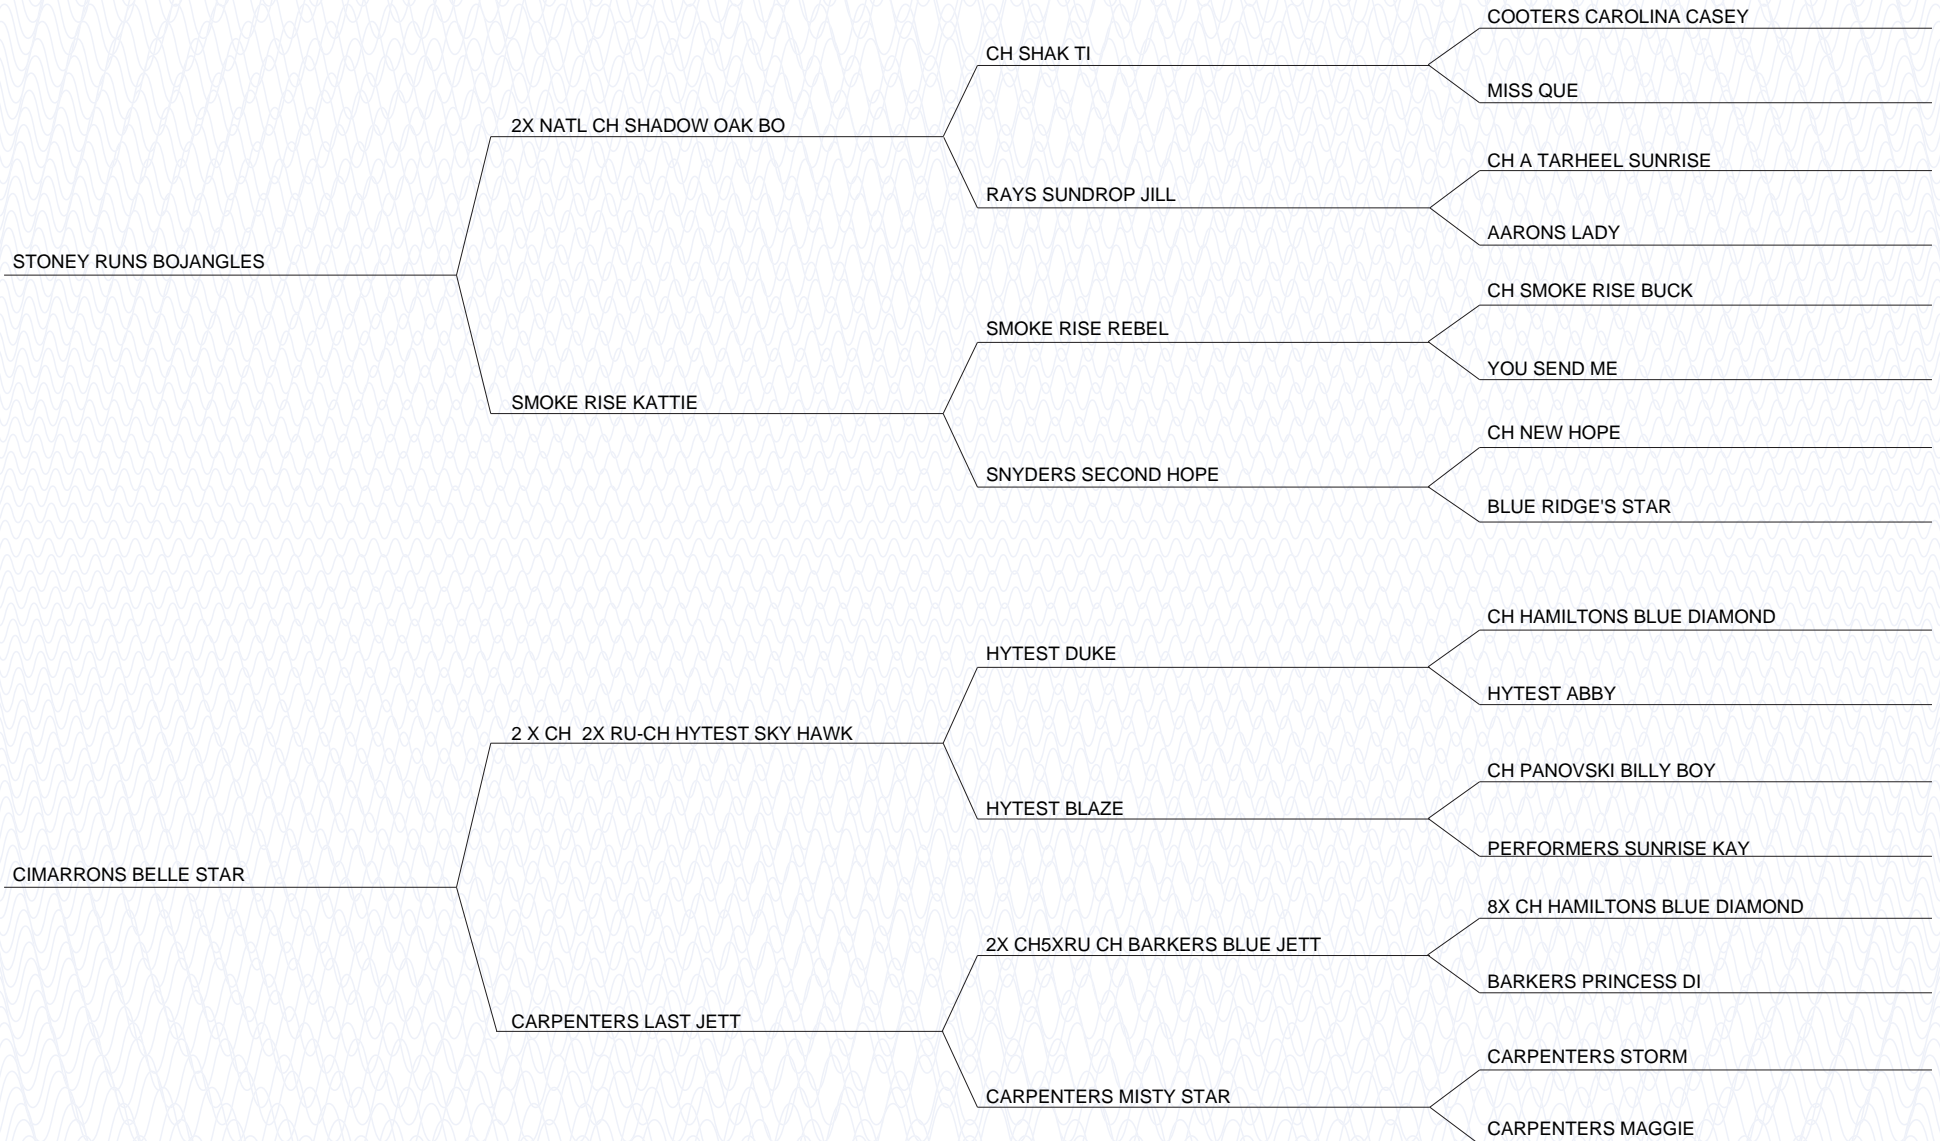 COOTERS CAROLINA CASEY
CH SHAK TI
MISS QUE
2X NATL CH SHADOW OAK BO
CH A TARHEEL SUNRISE
RAYS SUNDROP JILL
AARONS LADY
STONEY RUNS BOJANGLES
CH SMOKE RISE BUCK
SMOKE RISE REBEL
YOU SEND ME
SMOKE RISE KATTIE
CH NEW HOPE
SNYDERS SECOND HOPE
BLUE RIDGE'S STAR
CH HAMILTONS BLUE DIAMOND
HYTEST DUKE
HYTEST ABBY
2 X CH  2X RU-CH HYTEST SKY HAWK
CH PANOVSKI BILLY BOY
HYTEST BLAZE
PERFORMERS SUNRISE KAY
CIMARRONS BELLE STAR
8X CH HAMILTONS BLUE DIAMOND
2X CH5XRU CH BARKERS BLUE JETT
BARKERS PRINCESS DI
CARPENTERS LAST JETT
CARPENTERS STORM
CARPENTERS MISTY STAR
CARPENTERS MAGGIE